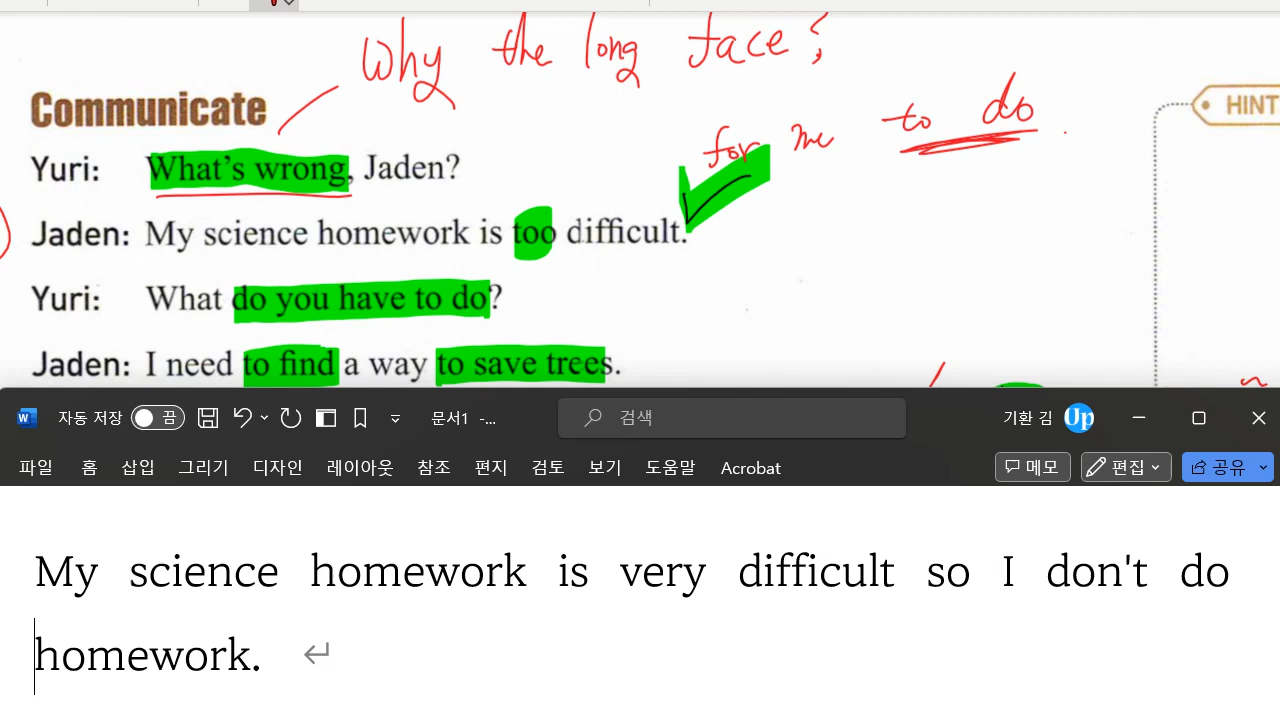 Why the long face?
Communicate
HINT
for me to do
Yuri: What's wrong, Jaden?
Jaden: My science homework is too difficult.
Yuri: What do you have to do?
Jaden: I need to find a way to save trees.
자동 저장 끔 문서1 -... 검색 기환 김 Up
파일 홈 삽입 그리기 디자인 레이아웃 참조 편지 검토 보기 도움말 Acrobat 메모 편집 공유
My science homework is very difficult so I don't do
homework.